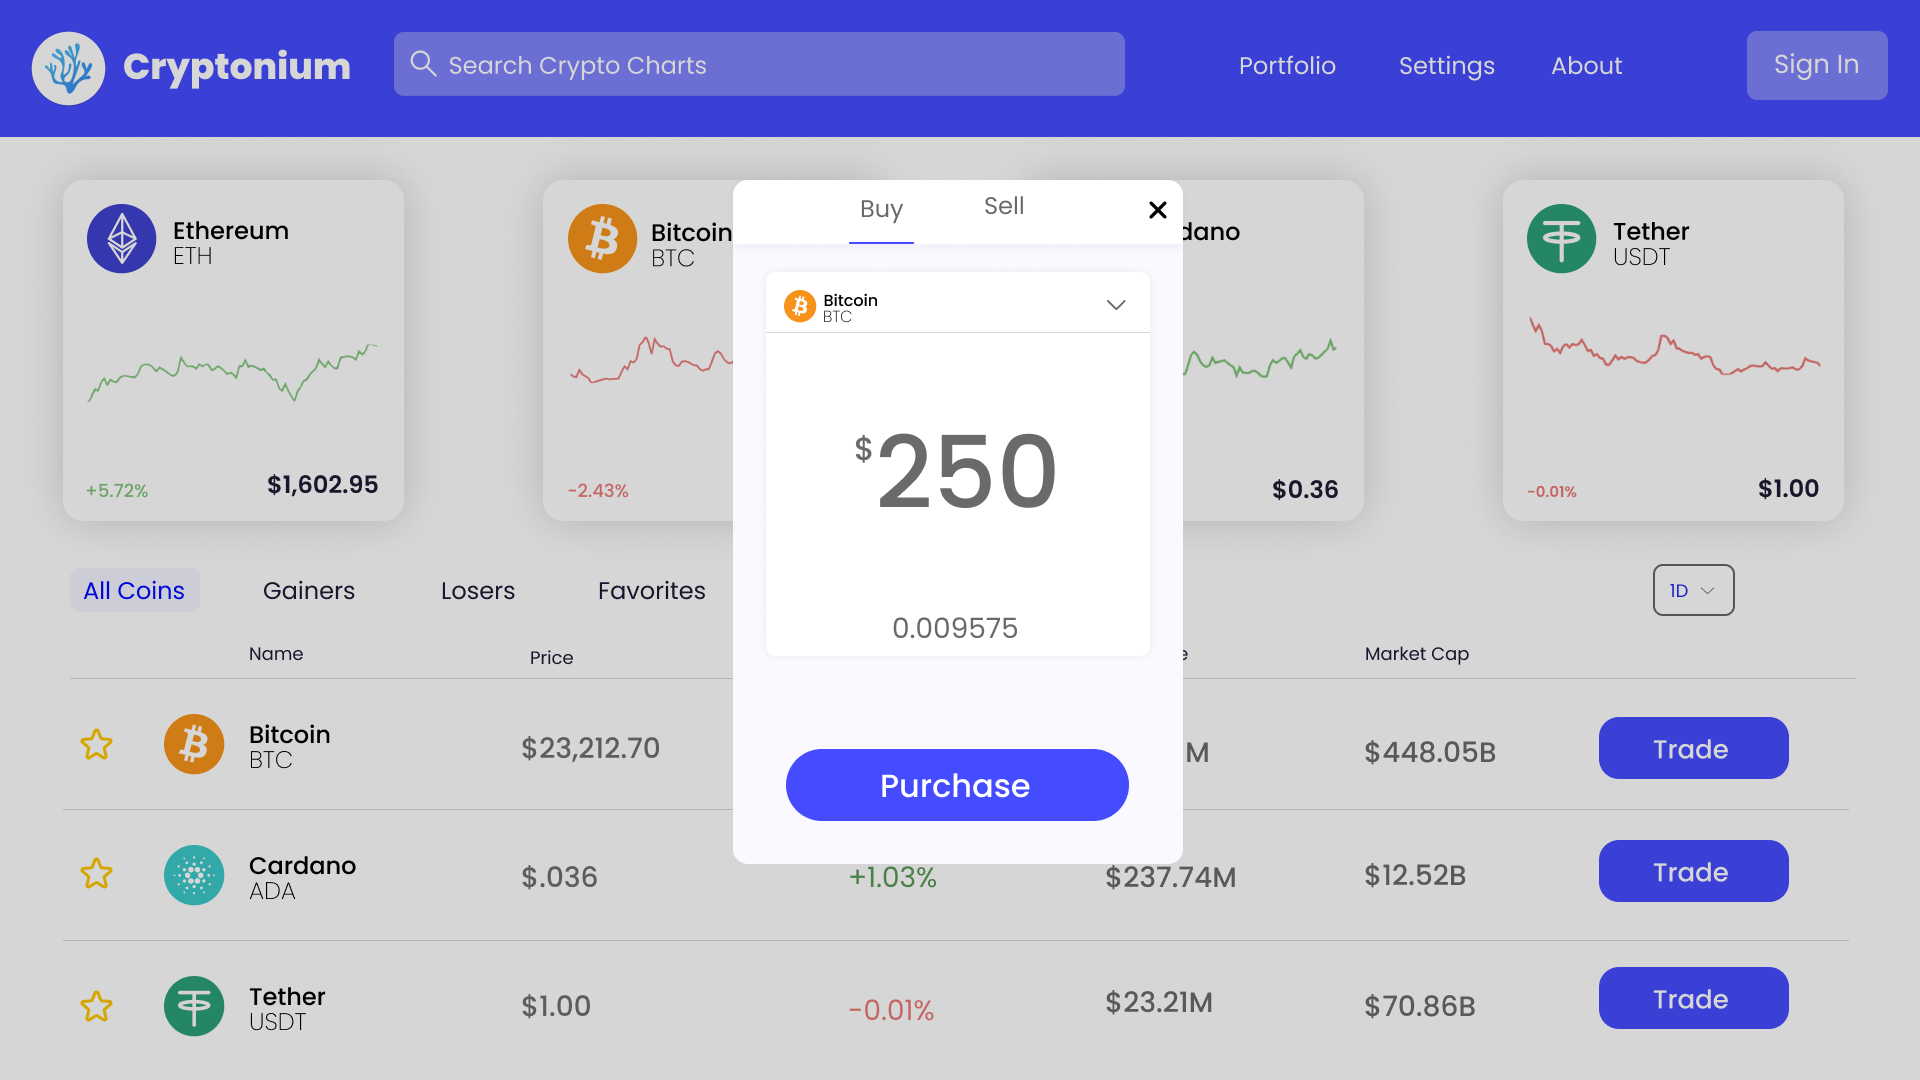 Cryptonium
Search Crypto Charts
Portfolio
Settings
About
Sign In
Ethereum
ETH
+5.72%
$1,602.95
Bitcoin
BTC
-2.43%
dano
$0.36
Tether
USDT
-0.01%
$1.00
Buy
Sell
Bitcoin
BTC
$250
0.009575
Purchase
All Coins
Gainers
Losers
Favorites
1D
Name
Price
e
Market Cap
Bitcoin
BTC
$23,212.70
M
$448.05B
Trade
Cardano
ADA
$.036
+1.03%
$237.74M
$12.52B
Trade
Tether
USDT
$1.00
-0.01%
$23.21M
$70.86B
Trade